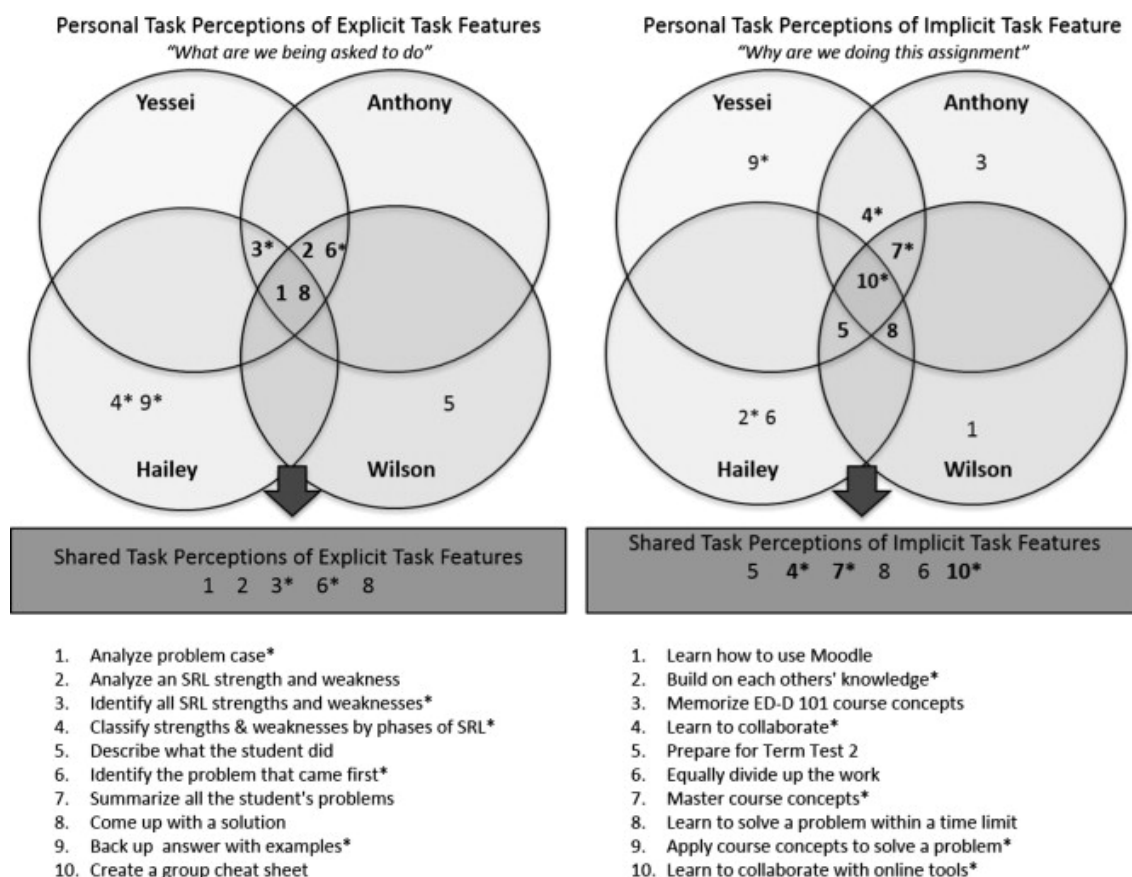 Personal Task Perceptions of Explicit Task Features
“What are we being asked to do”
Yessei
Anthony
3*
2 6*
1 8
4* 9*
5
Hailey
Wilson
Shared Task Perceptions of Explicit Task Features
1 2 3* 6* 8
1. Analyze problem case*
2. Analyze an SRL strength and weakness
3. Identify all SRL strengths and weaknesses*
4. Classify strengths & weaknesses by phases of SRL*
5. Describe what the student did
6. Identify the problem that came first*
7. Summarize all the student's problems
8. Come up with a solution
9. Back up answer with examples*
10. Create a group cheat sheet
Personal Task Perceptions of Implicit Task Feature
“Why are we doing this assignment”
Yessei
Anthony
9*
3
4*
7*
10*
5
8
2* 6
1
Hailey
Wilson
Shared Task Perceptions of Implicit Task Features
5 4* 7* 8 6 10*
1. Learn how to use Moodle
2. Build on each others' knowledge*
3. Memorize ED-D 101 course concepts
4. Learn to collaborate*
5. Prepare for Term Test 2
6. Equally divide up the work
7. Master course concepts*
8. Learn to solve a problem within a time limit
9. Apply course concepts to solve a problem*
10. Learn to collaborate with online tools*